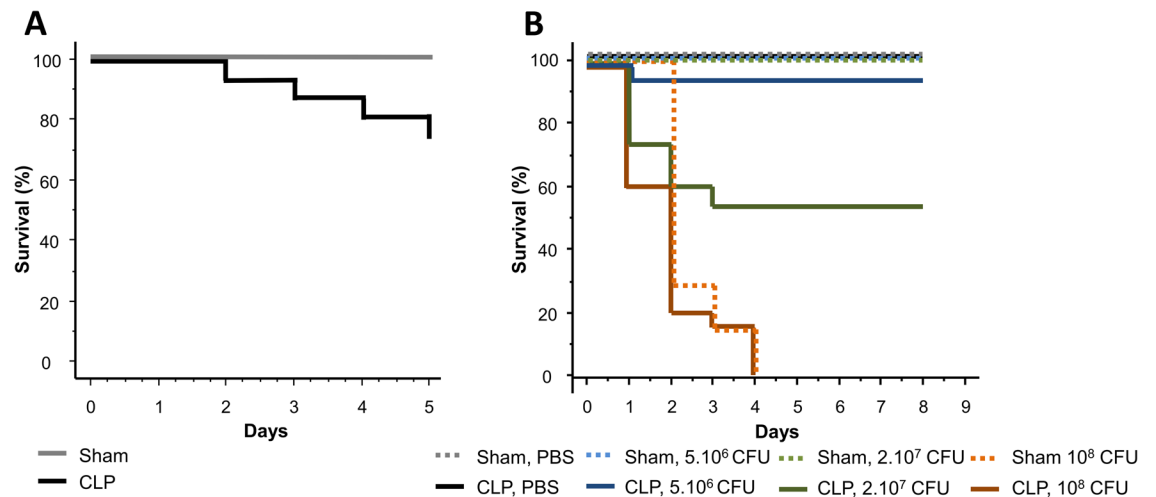 A
B
100
80
60
40
20
0
Survival (%)
0 1 2 3 4 5
Days
Sham
CLP
100
80
60
40
20
0
Survival (%)
0 1 2 3 4 5 6 7 8 9
Days
Sham, PBS Sham, 5.10⁶ CFU Sham, 2.10⁷ CFU Sham 10⁸ CFU
CLP, PBS CLP, 5.10⁶ CFU CLP, 2.10⁷ CFU CLP, 10⁸ CFU